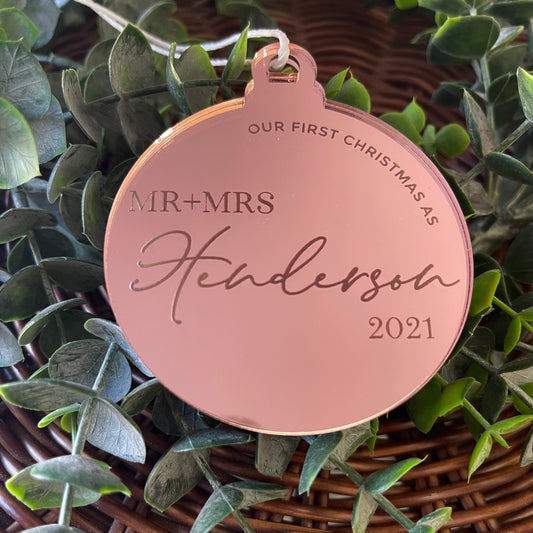 OUR FIRST CHRISTMAS AS
MR+MRS
Henderson
2021